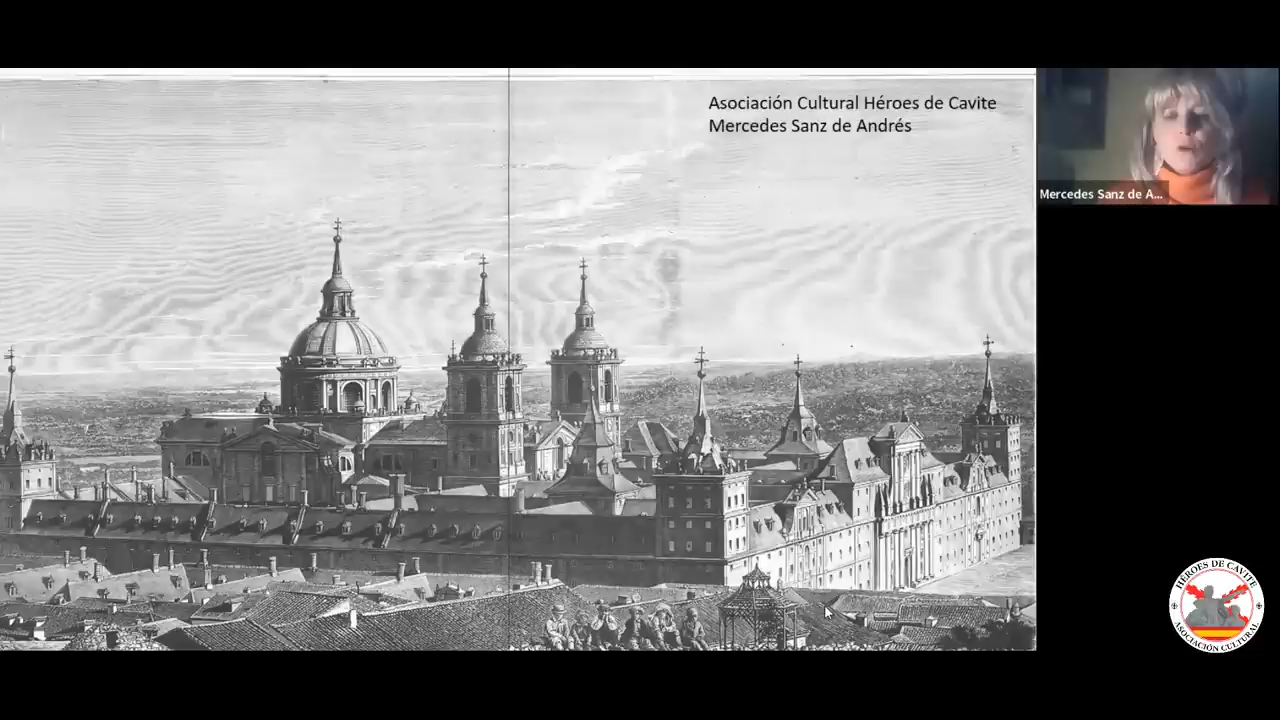 Asociación Cultural Héroes de Cavite
Mercedes Sanz de Andrés
Mercedes Sanz de A...
HÉROES DE CAVITE
ASOCIACIÓN CULTURAL